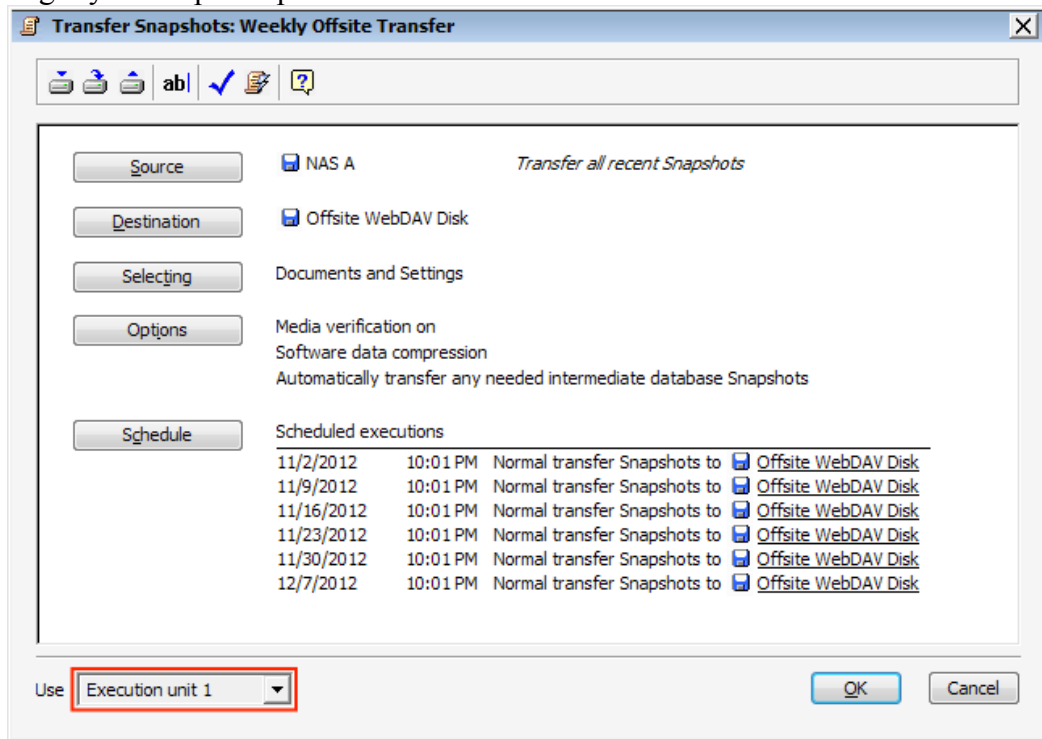 Transfer Snapshots: Weekly Offsite Transfer
ab|
Source NAS A Transfer all recent Snapshots
Destination Offsite WebDAV Disk
Selecting Documents and Settings
Options Media verification on
Software data compression
Automatically transfer any needed intermediate database Snapshots
Schedule Scheduled executions
11/2/2012 10:01 PM Normal transfer Snapshots to Offsite WebDAV Disk
11/9/2012 10:01 PM Normal transfer Snapshots to Offsite WebDAV Disk
11/16/2012 10:01 PM Normal transfer Snapshots to Offsite WebDAV Disk
11/23/2012 10:01 PM Normal transfer Snapshots to Offsite WebDAV Disk
11/30/2012 10:01 PM Normal transfer Snapshots to Offsite WebDAV Disk
12/7/2012 10:01 PM Normal transfer Snapshots to Offsite WebDAV Disk
Use Execution unit 1 OK Cancel